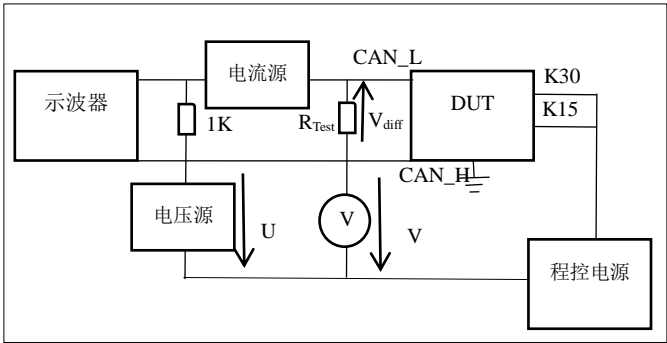 CAN_L
电流源
K30
示波器
DUT
K15
1K
R_Test
V_diff
CAN_H
电压源
U
V
V
程控电源